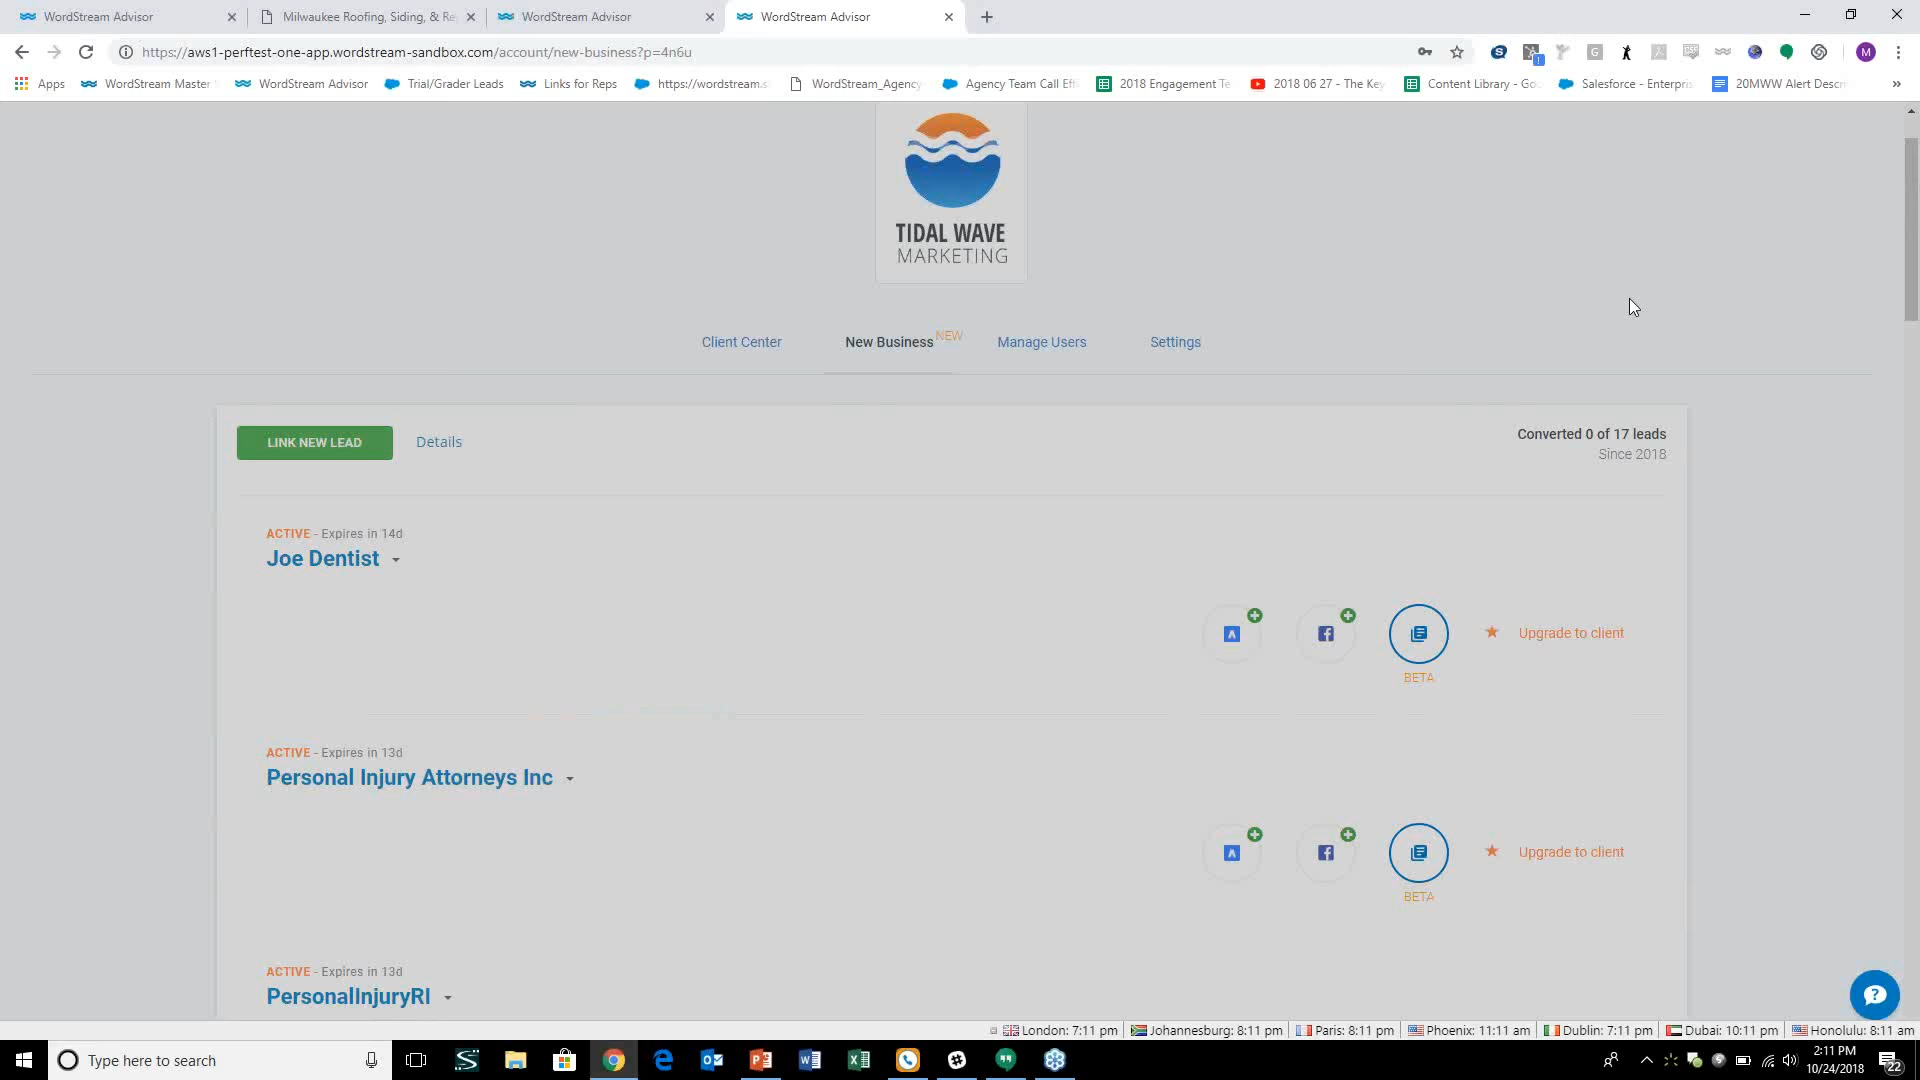 WordStream Advisor
Milwaukee Roofing, Siding, & Re
WordStream Advisor
WordStream Advisor
https://aws1-perftest-one-app.wordstream-sandbox.com/account/new-business?p=4n6u
M
Apps
WordStream Master
WordStream Advisor
Trial/Grader Leads
Links for Reps
https://wordstream.s
WordStream_Agency
Agency Team Call Eff
2018 Engagement Te
2018 06 27 - The Key
Content Library - Go
Salesforce - Enterpris
20MWW Alert Descri
TIDAL WAVE
MARKETING
Client Center
New Business NEW
Manage Users
Settings
LINK NEW LEAD
Details
Converted 0 of 17 leads
Since 2018
ACTIVE - Expires in 14d
Joe Dentist
Upgrade to client
BETA
ACTIVE - Expires in 13d
Personal Injury Attorneys Inc
Upgrade to client
BETA
ACTIVE - Expires in 13d
PersonalInjuryRI
London: 7:11 pm
Johannesburg: 8:11 pm
Paris: 8:11 pm
Phoenix: 11:11 am
Dublin: 7:11 pm
Dubai: 10:11 pm
Honolulu: 8:11 am
Type here to search
2:11 PM
10/24/2018
22